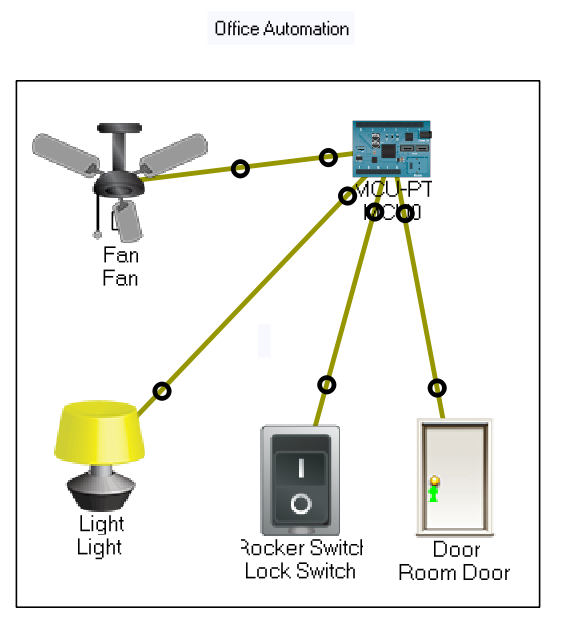 Office Automation
MCU-PT
MCU0
Fan
Fan
Light
Light
Rocker Switch
Lock Switch
Door
Room Door